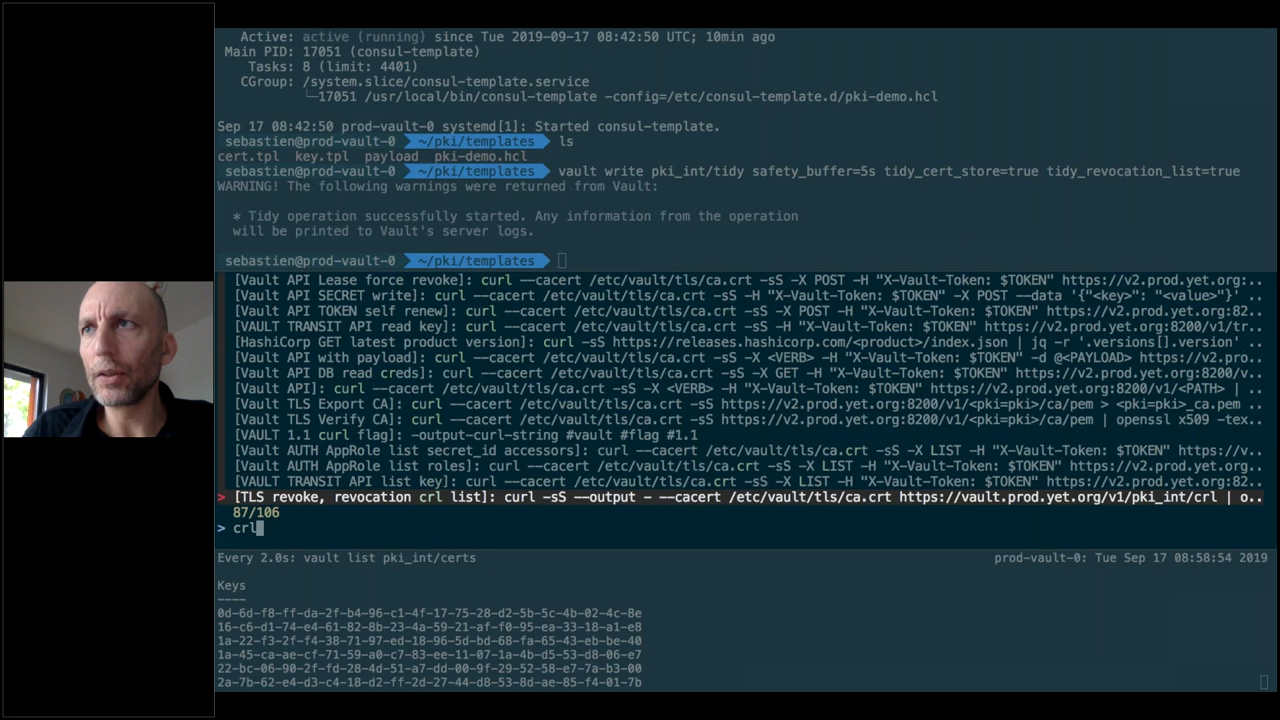 Active: active (running) since Tue 2019-09-17 08:42:50 UTC; 10min ago
Main PID: 17051 (consul-template)
Tasks: 8 (limit: 4401)
CGroup: /system.slice/consul-template.service
└─17051 /usr/local/bin/consul-template -config=/etc/consul-template.d/pki-demo.hcl
Sep 17 08:42:50 prod-vault-0 systemd[1]: Started consul-template.
sebastien@prod-vault-0 ~/pki/templates ls
cert.tpl key.tpl payload pki-demo.hcl
sebastien@prod-vault-0 ~/pki/templates vault write pki_int/tidy safety_buffer=5s tidy_cert_store=true tidy_revocation_list=true
WARNING! The following warnings were returned from Vault:
* Tidy operation successfully started. Any information from the operation
will be printed to Vault's server logs.
sebastien@prod-vault-0 ~/pki/templates
[Vault API Lease force revoke]: curl --cacert /etc/vault/tls/ca.crt -sS -X POST -H "X-Vault-Token: $TOKEN" https://v2.prod.yet.org:..
[Vault API SECRET write]: curl --cacert /etc/vault/tls/ca.crt -sS -H "X-Vault-Token: $TOKEN" -X POST --data '{"<key>": "<value>"}' ..
[Vault API TOKEN self renew]: curl --cacert /etc/vault/tls/ca.crt -sS -X POST -H "X-Vault-Token: $TOKEN" https://v2.prod.yet.org:82..
[VAULT TRANSIT API read key]: curl --cacert /etc/vault/tls/ca.crt -sS -H "X-Vault-Token: $TOKEN" https://v2.prod.yet.org:8200/v1/tr..
[HashiCorp GET latest product version]: curl -sS https://releases.hashicorp.com/<product>/index.json | jq -r '.versions[].version' ..
[Vault API with payload]: curl --cacert /etc/vault/tls/ca.crt -sS -X <VERB> -H "X-Vault-Token: $TOKEN" -d @<PAYLOAD> https://v2.pro..
[Vault API DB read creds]: curl --cacert /etc/vault/tls/ca.crt -sS -X GET -H "X-Vault-Token: $TOKEN" https://v2.prod.yet.org:8200/v..
[Vault API]: curl --cacert /etc/vault/tls/ca.crt -sS -X <VERB> -H "X-Vault-Token: $TOKEN" https://v2.prod.yet.org:8200/v1/<PATH> | ..
[Vault TLS Export CA]: curl --cacert /etc/vault/tls/ca.crt -sS https://v2.prod.yet.org:8200/v1/<pki=pki>/ca/pem > <pki=pki>_ca.pem ..
[Vault TLS Verify CA]: curl --cacert /etc/vault/tls/ca.crt -sS https://v2.prod.yet.org:8200/v1/<pki=pki>/ca/pem | openssl x509 -tex..
[VAULT 1.1 curl flag]: -output-curl-string #vault #flag #1.1
[Vault AUTH AppRole list secret_id accessors]: curl --cacert /etc/vault/tls/ca.crt -sS -X LIST -H "X-Vault-Token: $TOKEN" https://v..
[Vault AUTH AppRole list roles]: curl --cacert /etc/vault/tls/ca.crt -sS -X LIST -H "X-Vault-Token: $TOKEN" https://v2.prod.yet.org..
[VAULT TRANSIT API list key]: curl --cacert /etc/vault/tls/ca.crt -sS -X LIST -H "X-Vault-Token: $TOKEN" https://v2.prod.yet.org:82..
> [TLS revoke, revocation crl list]: curl -sS --output - --cacert /etc/vault/tls/ca.crt https://vault.prod.yet.org/v1/pki_int/crl | o..
87/106
> crl
Every 2.0s: vault list pki_int/certs prod-vault-0: Tue Sep 17 08:58:54 2019
Keys
----
0d-6d-f8-ff-da-2f-b4-96-c1-4f-17-75-28-d2-5b-5c-4b-02-4c-8e
16-c6-d1-74-e4-61-82-8b-23-4a-59-21-af-f0-95-ea-33-18-a1-e8
1a-22-f3-2f-f4-38-71-97-ed-18-96-5d-bd-68-fa-65-43-eb-be-40
1a-45-ca-ae-cf-71-59-a0-c7-83-ee-11-07-1a-4b-d5-53-d8-06-e7
22-bc-06-90-2f-fd-28-4d-51-a7-dd-00-9f-29-52-58-e7-7a-b3-00
2a-7b-62-e4-d3-c4-18-d2-ff-2d-27-44-d8-53-8d-ae-85-f4-01-7b